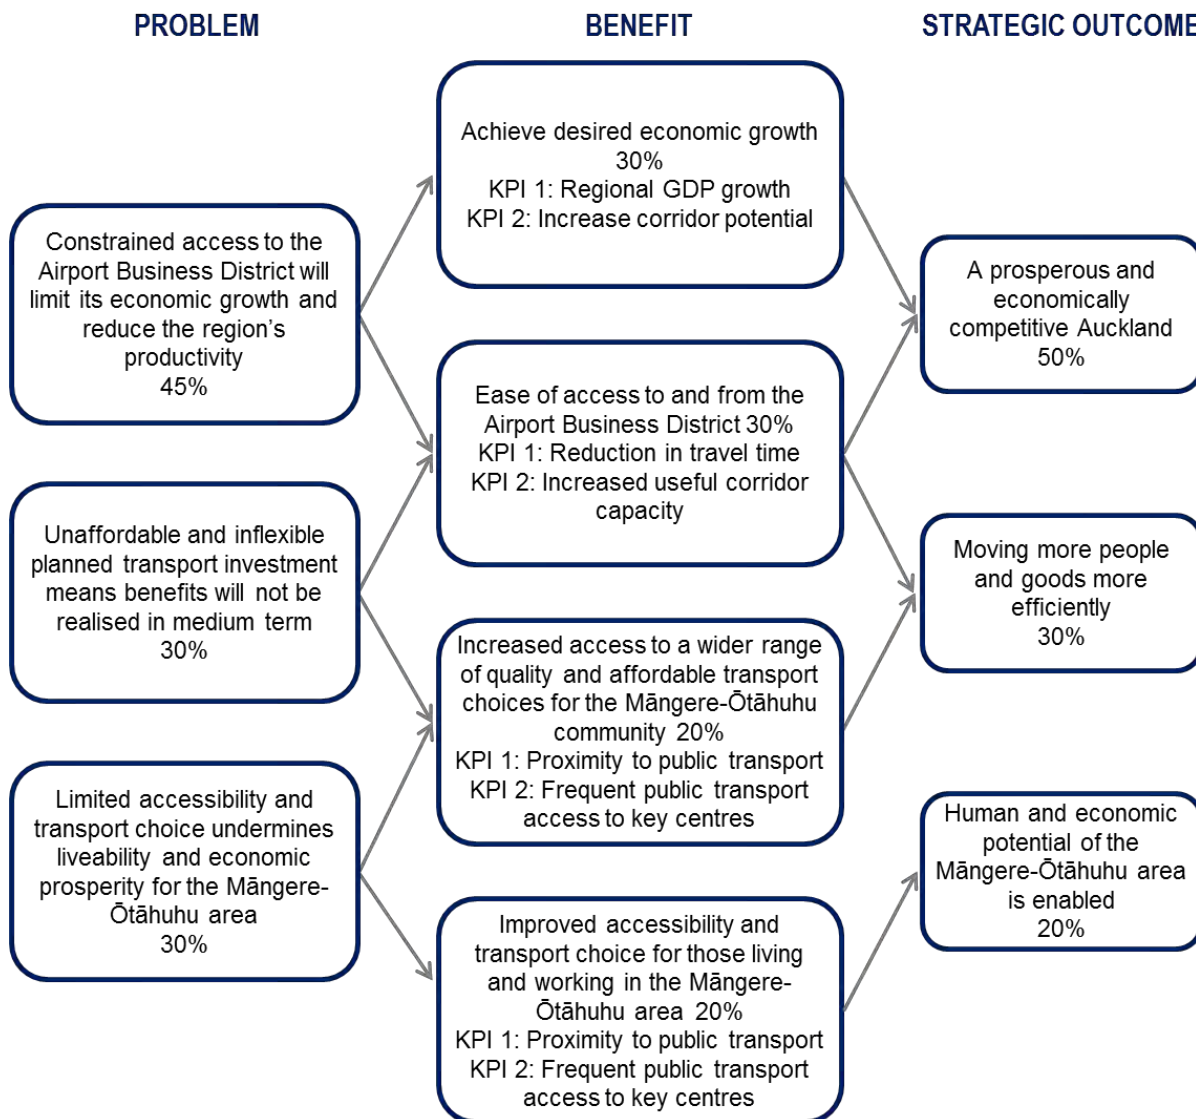 PROBLEM
BENEFIT
STRATEGIC OUTCOME
Constrained access to the
Airport Business District will
limit its economic growth and
reduce the region's
productivity
45%
Unaffordable and inflexible
planned transport investment
means benefits will not be
realised in medium term
30%
Limited accessibility and
transport choice undermines
liveability and economic
prosperity for the Māngere-
Ōtāhuhu area
30%
Achieve desired economic growth
30%
KPI 1: Regional GDP growth
KPI 2: Increase corridor potential
Ease of access to and from the
Airport Business District 30%
KPI 1: Reduction in travel time
KPI 2: Increased useful corridor
capacity
Increased access to a wider range
of quality and affordable transport
choices for the Māngere-Ōtāhuhu
community 20%
KPI 1: Proximity to public transport
KPI 2: Frequent public transport
access to key centres
Improved accessibility and
transport choice for those living
and working in the Māngere-
Ōtāhuhu area 20%
KPI 1: Proximity to public transport
KPI 2: Frequent public transport
access to key centres
A prosperous and
economically
competitive Auckland
50%
Moving more people
and goods more
efficiently
30%
Human and economic
potential of the
Māngere-Ōtāhuhu area
is enabled
20%